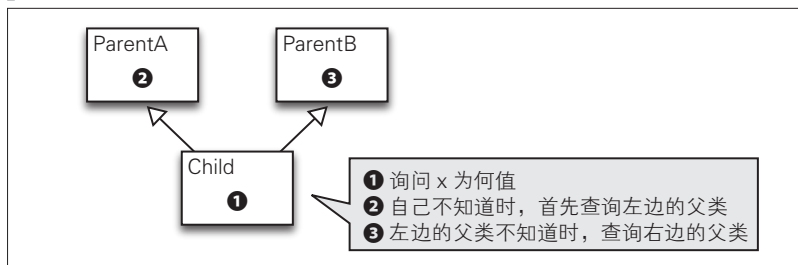 ParentA
❷
ParentB
❸
Child
❶
❶ 询问 x 为何值
❷ 自己不知道时，首先查询左边的父类
❸ 左边的父类不知道时，查询右边的父类